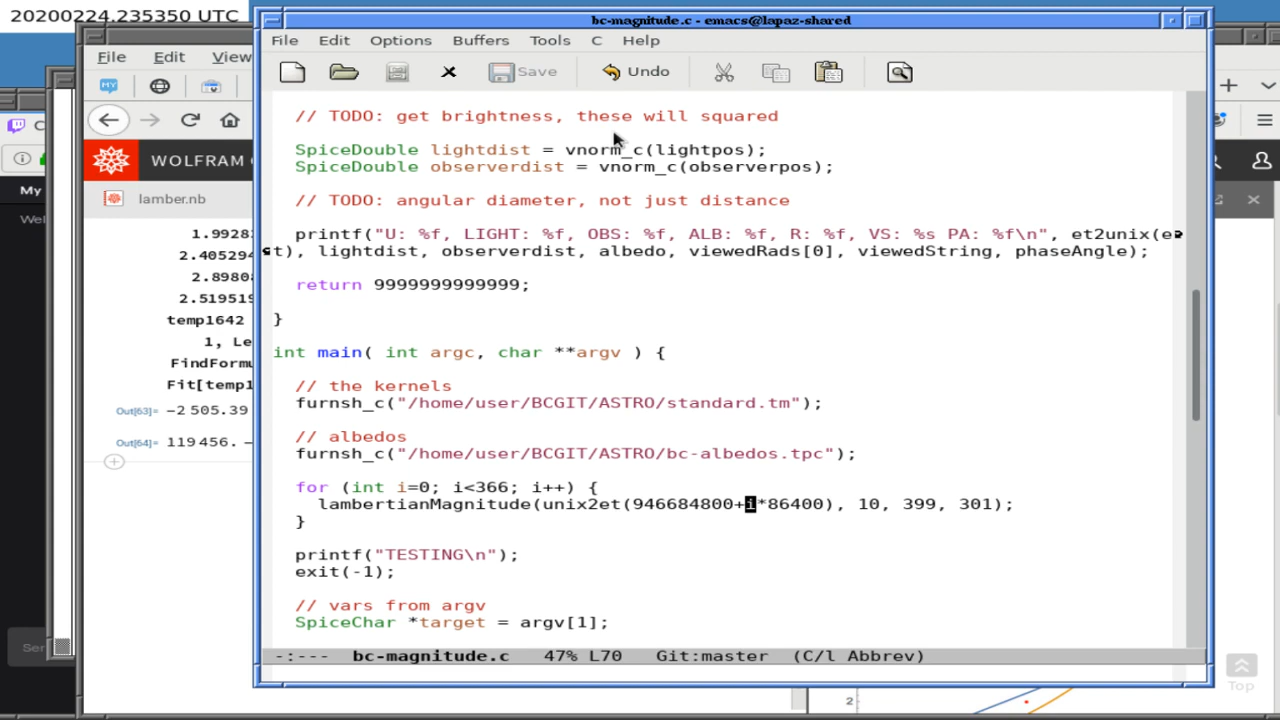 20200224.235350 UTC
bc-magnitude.c - emacs@lapaz-shared
File Edit Options Buffers Tools C Help
Save Undo
// TODO: get brightness, these will squared
SpiceDouble lightdist = vnorm_c(lightpos);
SpiceDouble observerdist = vnorm_c(observerpos);
// TODO: angular diameter, not just distance
printf("U: %f, LIGHT: %f, OBS: %f, ALB: %f, R: %f, VS: %s PA: %f\n", et2unix(e
t), lightdist, observerdist, albedo, viewedRads[0], viewedString, phaseAngle);
return 9999999999999;
}
int main( int argc, char **argv ) {
// the kernels
furnsh_c("/home/user/BCGIT/ASTRO/standard.tm");
// albedos
furnsh_c("/home/user/BCGIT/ASTRO/bc-albedos.tpc");
for (int i=0; i<366; i++) {
lambertianMagnitude(unix2et(946684800+i*86400), 10, 399, 301);
}
printf("TESTING\n");
exit(-1);
// vars from argv
SpiceChar *target = argv[1];
-:--- bc-magnitude.c 47% L70 Git:master (C/l Abbrev)
File Edit View
WOLFRAM
lamber.nb
1.9928
2.405294
2.8980
2.519519
temp1642
1, Le
FindFormu
Fit[temp1
Out[63]= -2505.39
Out[64]= 119456. -
My
Wel
Ser
Top
2